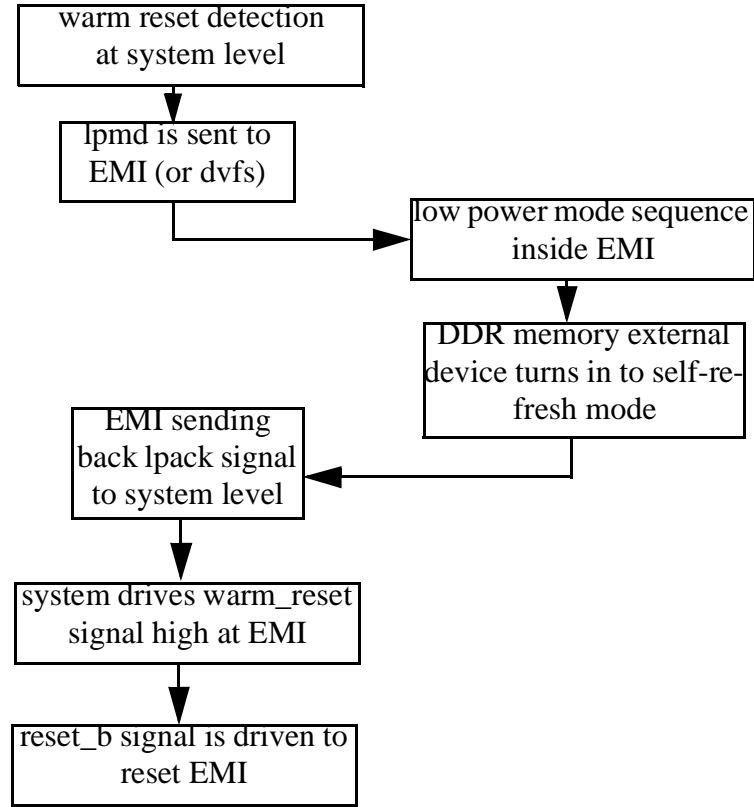 warm reset detection
at system level
lpmd is sent to
EMI (or dvfs)
low power mode sequence
inside EMI
DDR memory external
device turns in to self-re-
fresh mode
EMI sending
back lpack signal
to system level
system drives warm_reset
signal high at EMI
reset_b signal is driven to
reset EMI